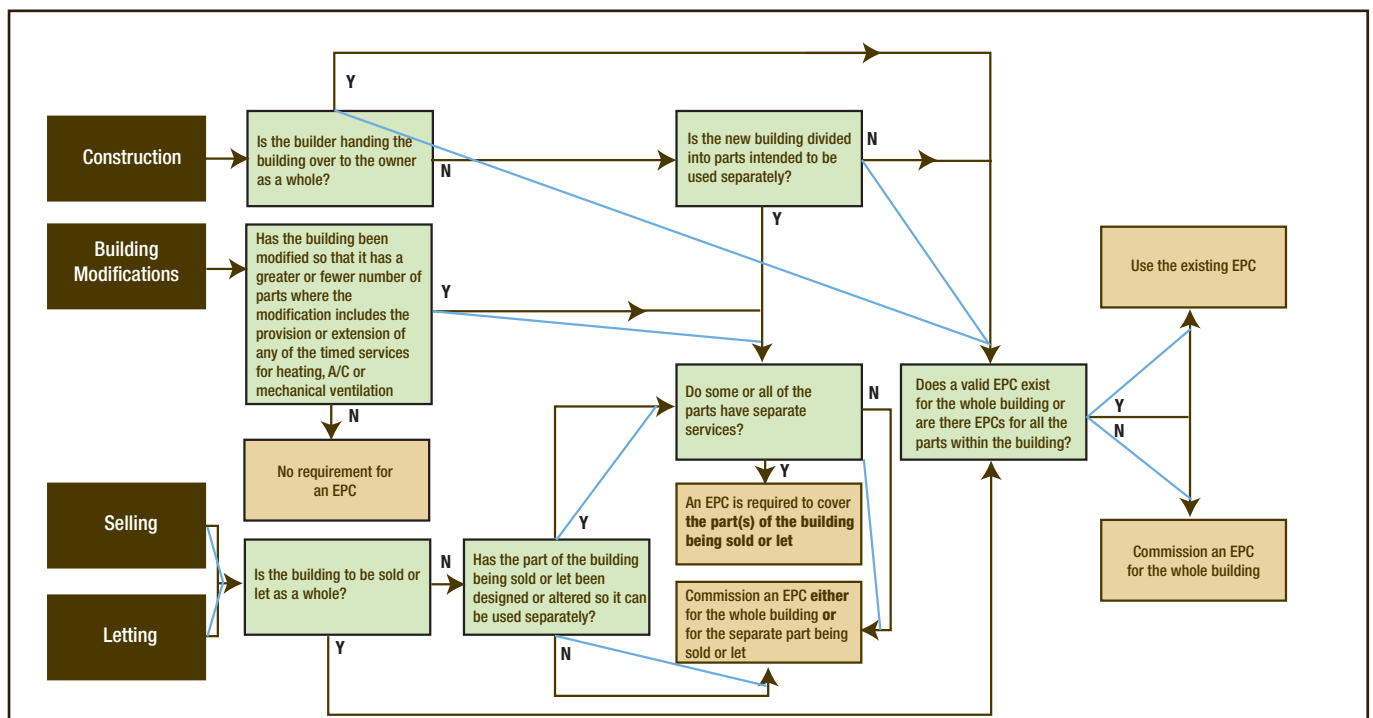 Y
Construction
Is the builder handing the
building over to the owner
as a whole?
N
Is the new building divided
into parts intended to be
used separately?
N
Y
Building
Modifications
Has the building been
modified so that it has a
greater or fewer number of
parts where the
modification includes the
provision or extension of
any of the timed services
for heating, A/C or
mechanical ventilation
Y
N
No requirement for
an EPC
Do some or all of the
parts have separate
services?
N
Y
Does a valid EPC exist
for the whole building or
are there EPCs for all the
parts within the building?
Y
N
Use the existing EPC
Commission an EPC
for the whole building
An EPC is required to cover
the part(s) of the building
being sold or let
Selling
Letting
Is the building to be sold or
let as a whole?
N
Y
Has the part of the building
being sold or let been
designed or altered so it can
be used separately?
Y
N
Commission an EPC either
for the whole building or
for the separate part being
sold or let